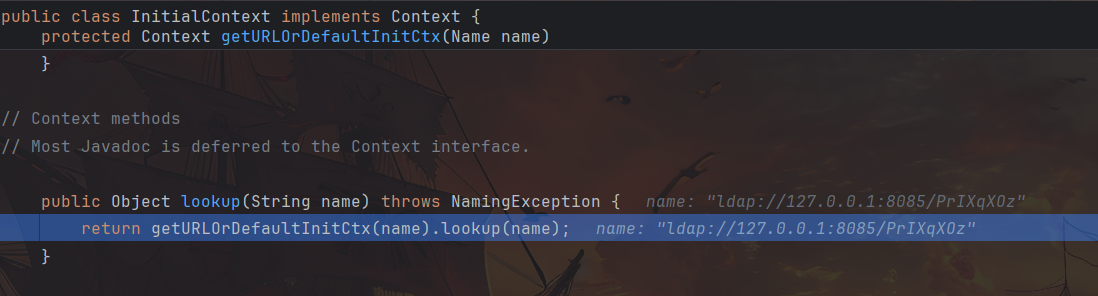 public class InitialContext implements Context {
    protected Context getURLOrDefaultInitCtx(Name name)
    }
// Context methods
// Most Javadoc is deferred to the Context interface.
    public Object lookup(String name) throws NamingException {   name: "ldap://127.0.0.1:8085/PrIXqXOz"
        return getURLOrDefaultInitCtx(name).lookup(name);   name: "ldap://127.0.0.1:8085/PrIXqXOz"
    }